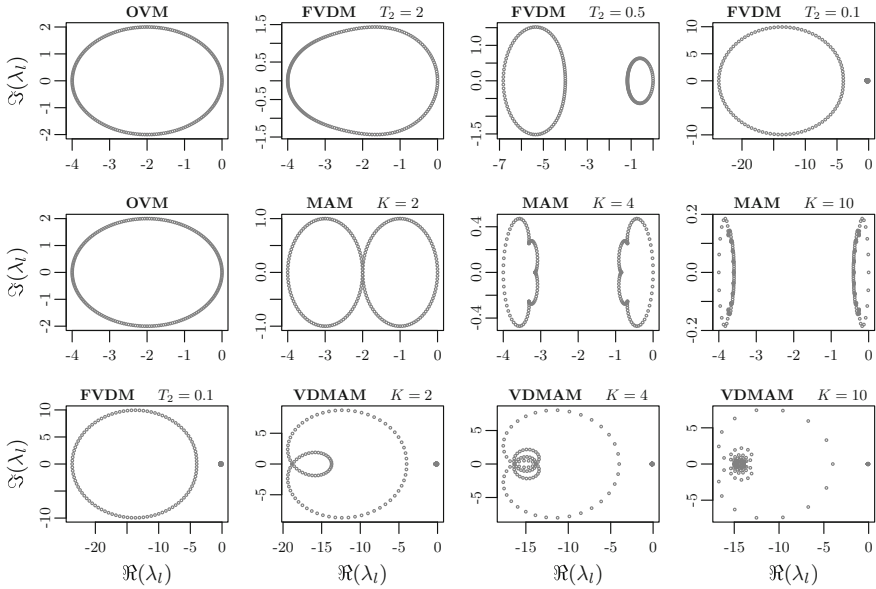 OVM
FVDM T₂ = 2
FVDM T₂ = 0.5
FVDM T₂ = 0.1
ℑ(λₗ)
2
1
0
-1
-2
-4 -3 -2 -1 0
1.5
0.5
-0.5
-1.5
-4 -3 -2 -1 0
1.5
0.0
-1.5
-7 -5 -3 -1
10
0
-10
-20 -10 0
OVM
MAM K = 2
MAM K = 4
MAM K = 10
ℑ(λₗ)
2
1
0
-1
-2
-4 -3 -2 -1 0
1.0
0.0
-1.0
-4 -3 -2 -1 0
0.4
0.0
-0.4
-4 -3 -2 -1 0
0.2
0.0
-0.2
-4 -3 -2 -1 0
FVDM T₂ = 0.1
VDMAM K = 2
VDMAM K = 4
VDMAM K = 10
ℑ(λₗ)
10
5
0
-10
-20 -10 0
5
0
-5
-20 -15 -10 -5 0
5
0
-5
-15 -10 -5 0
5
0
-5
-15 -10 -5 0
ℜ(λₗ) ℜ(λₗ) ℜ(λₗ) ℜ(λₗ)